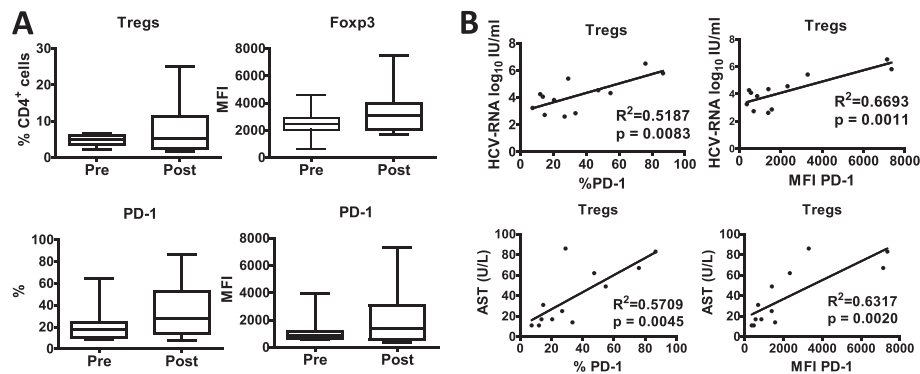 A
Tregs
% CD4+ cells
30
20
10
0
Pre
Post
Foxp3
MFI
8000
6000
4000
2000
0
Pre
Post
PD-1
%
100
80
60
40
20
0
Pre
Post
PD-1
MFI
8000
6000
4000
2000
0
Pre
Post
B
Tregs
HCV-RNA log10 IU/ml
8
6
4
2
0
R2=0.5187
p = 0.0083
0 20 40 60 80 100
%PD-1
Tregs
HCV-RNA log10 IU/ml
8
6
4
2
0
R2=0.6693
p = 0.0011
0 2000 4000 6000 8000
MFI PD-1
Tregs
AST (U/L)
100
80
60
40
20
0
R2=0.5709
p = 0.0045
0 20 40 60 80 100
% PD-1
Tregs
AST (U/L)
100
80
60
40
20
0
R2=0.6317
p = 0.0020
0 2000 4000 6000 8000
MFI PD-1